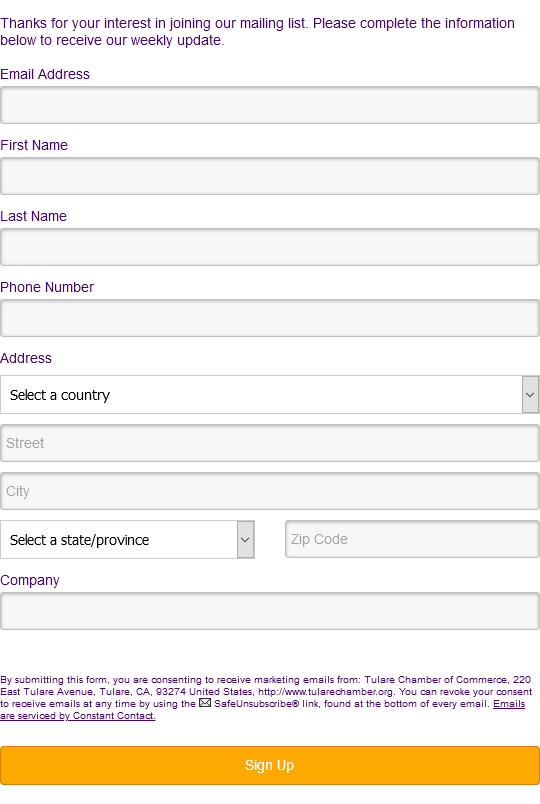 Thanks for your interest in joining our mailing list. Please complete the information
below to receive our weekly update.
Email Address
First Name
Last Name
Phone Number
Address
Select a country
Street
City
Select a state/province
Zip Code
Company
By submitting this form, you are consenting to receive marketing emails from: Tulare Chamber of Commerce, 220
East Tulare Avenue, Tulare, CA, 93274 United States, http://www.tularechamber.org. You can revoke your consent
to receive emails at any time by using the SafeUnsubscribe® link, found at the bottom of every email. Emails
are serviced by Constant Contact.
Sign Up